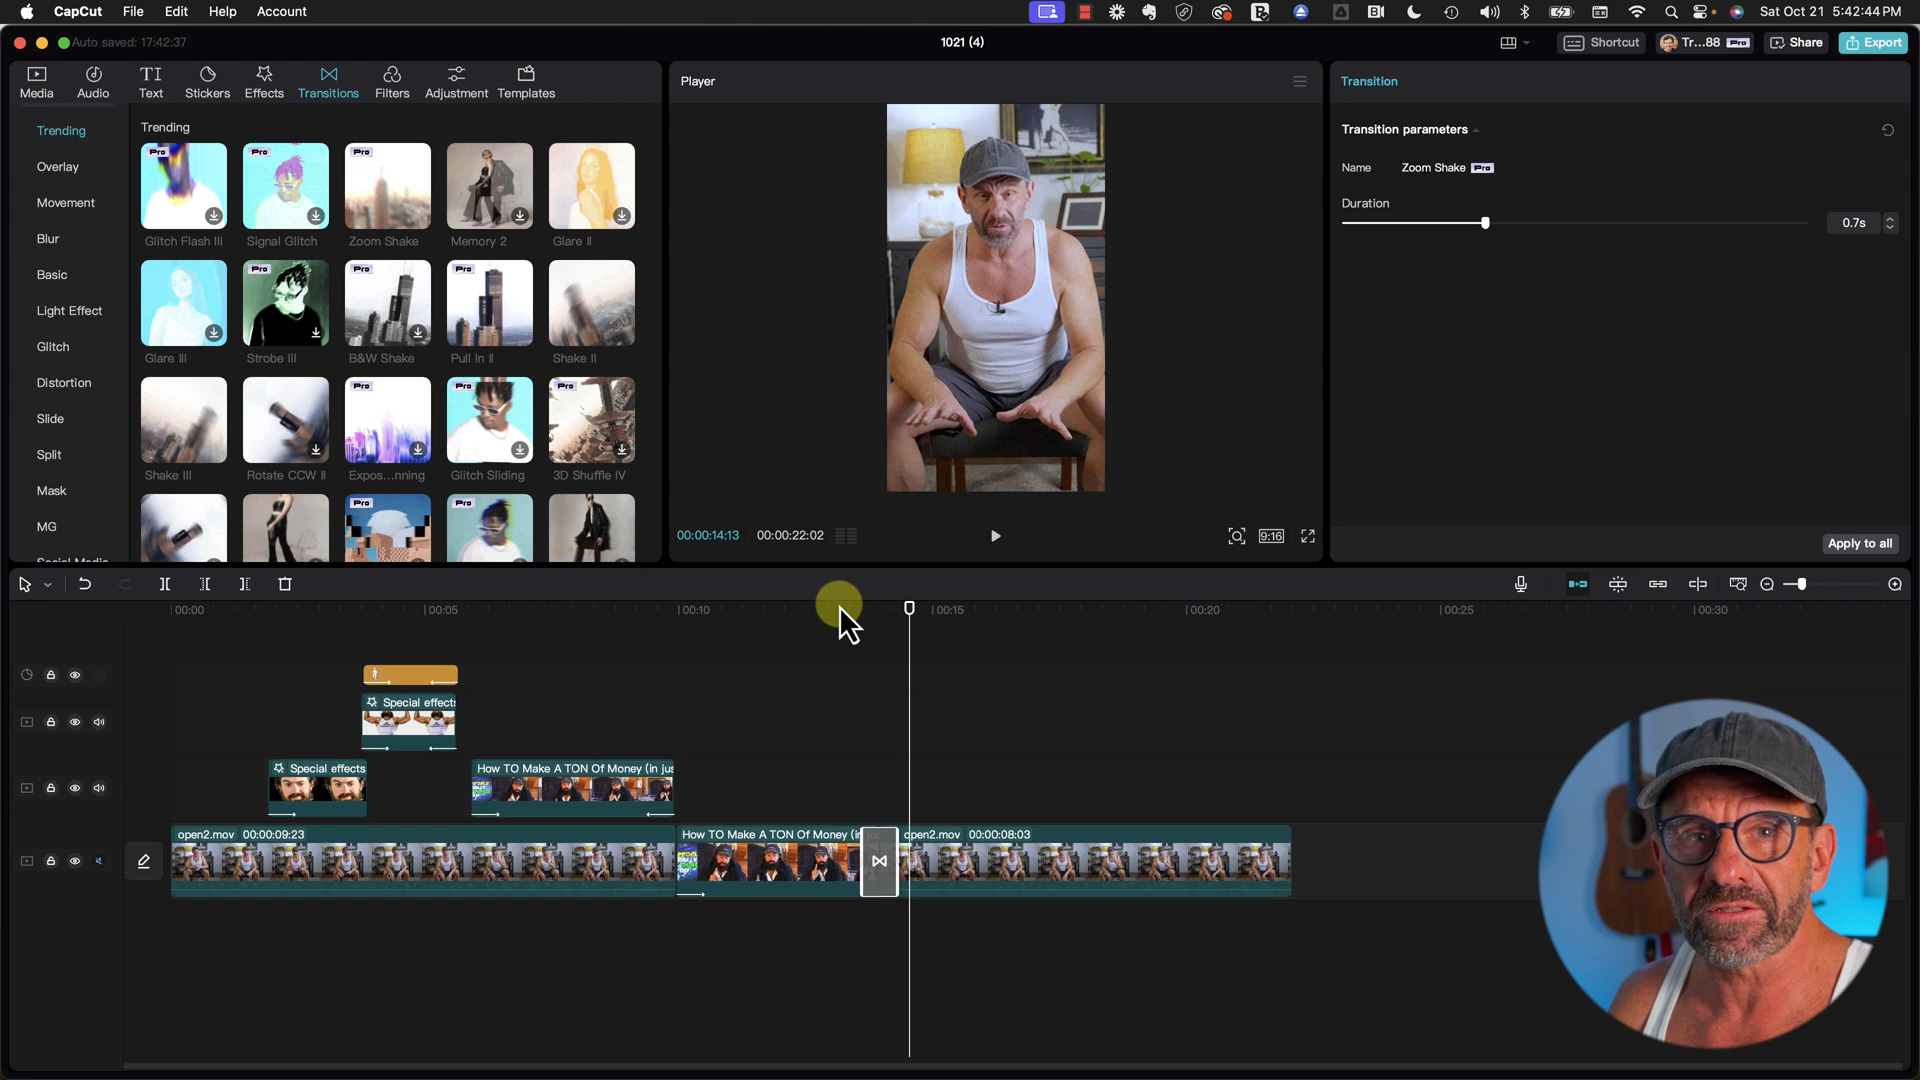 CapCut File Edit Help Account
Sat Oct 21 5:42:44 PM
Auto saved: 17:42:37
1021 (4)
Shortcut
Tr...88 Pro
Share
Export
Media Audio Text Stickers Effects Transitions Filters Adjustment Templates
Trending
Overlay
Movement
Blur
Basic
Light Effect
Glitch
Distortion
Slide
Split
Mask
MG
Trending
Pro Pro Pro
Glitch Flash III Signal Glitch Zoom Shake Memory 2 Glare II
Pro Pro Pro
Glare III Strobe III B&W Shake Pull In II Shake II
Pro Pro Pro
Shake III Rotate CCW II Expos...nning Glitch Sliding 3D Shuffle IV
Pro Pro
Player
00:00:14:13 00:00:22:02
9:16
Transition
Transition parameters
Name Zoom Shake Pro
Duration
0.7s
Apply to all
00:00 00:05 00:10 00:15 00:20 00:25 00:30
Special effects
Special effects
How TO Make A TON Of Money (in jus
open2.mov 00:00:09:23
How TO Make A TON Of Money (in
open2.mov 00:00:08:03